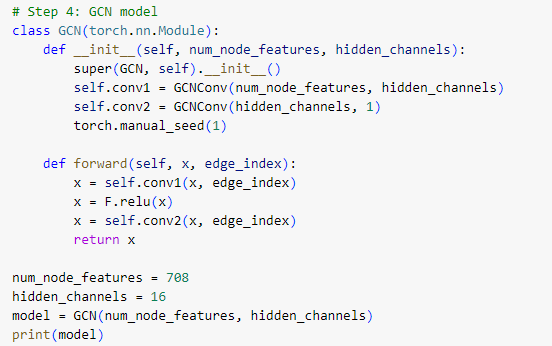 # Step 4: GCN model
class GCN(torch.nn.Module):
    def __init__(self, num_node_features, hidden_channels):
        super(GCN, self).__init__()
        self.conv1 = GCNConv(num_node_features, hidden_channels)
        self.conv2 = GCNConv(hidden_channels, 1)
        torch.manual_seed(1)

    def forward(self, x, edge_index):
        x = self.conv1(x, edge_index)
        x = F.relu(x)
        x = self.conv2(x, edge_index)
        return x

num_node_features = 708
hidden_channels = 16
model = GCN(num_node_features, hidden_channels)
print(model)